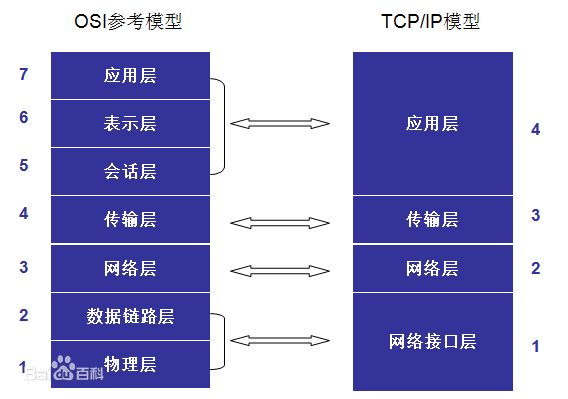 OSI参考模型
TCP/IP模型
7 应用层
6 表示层
5 会话层
4 传输层
3 网络层
2 数据链路层
1 物理层
应用层 4
传输层 3
网络层 2
网络接口层 1
Bai du 百科